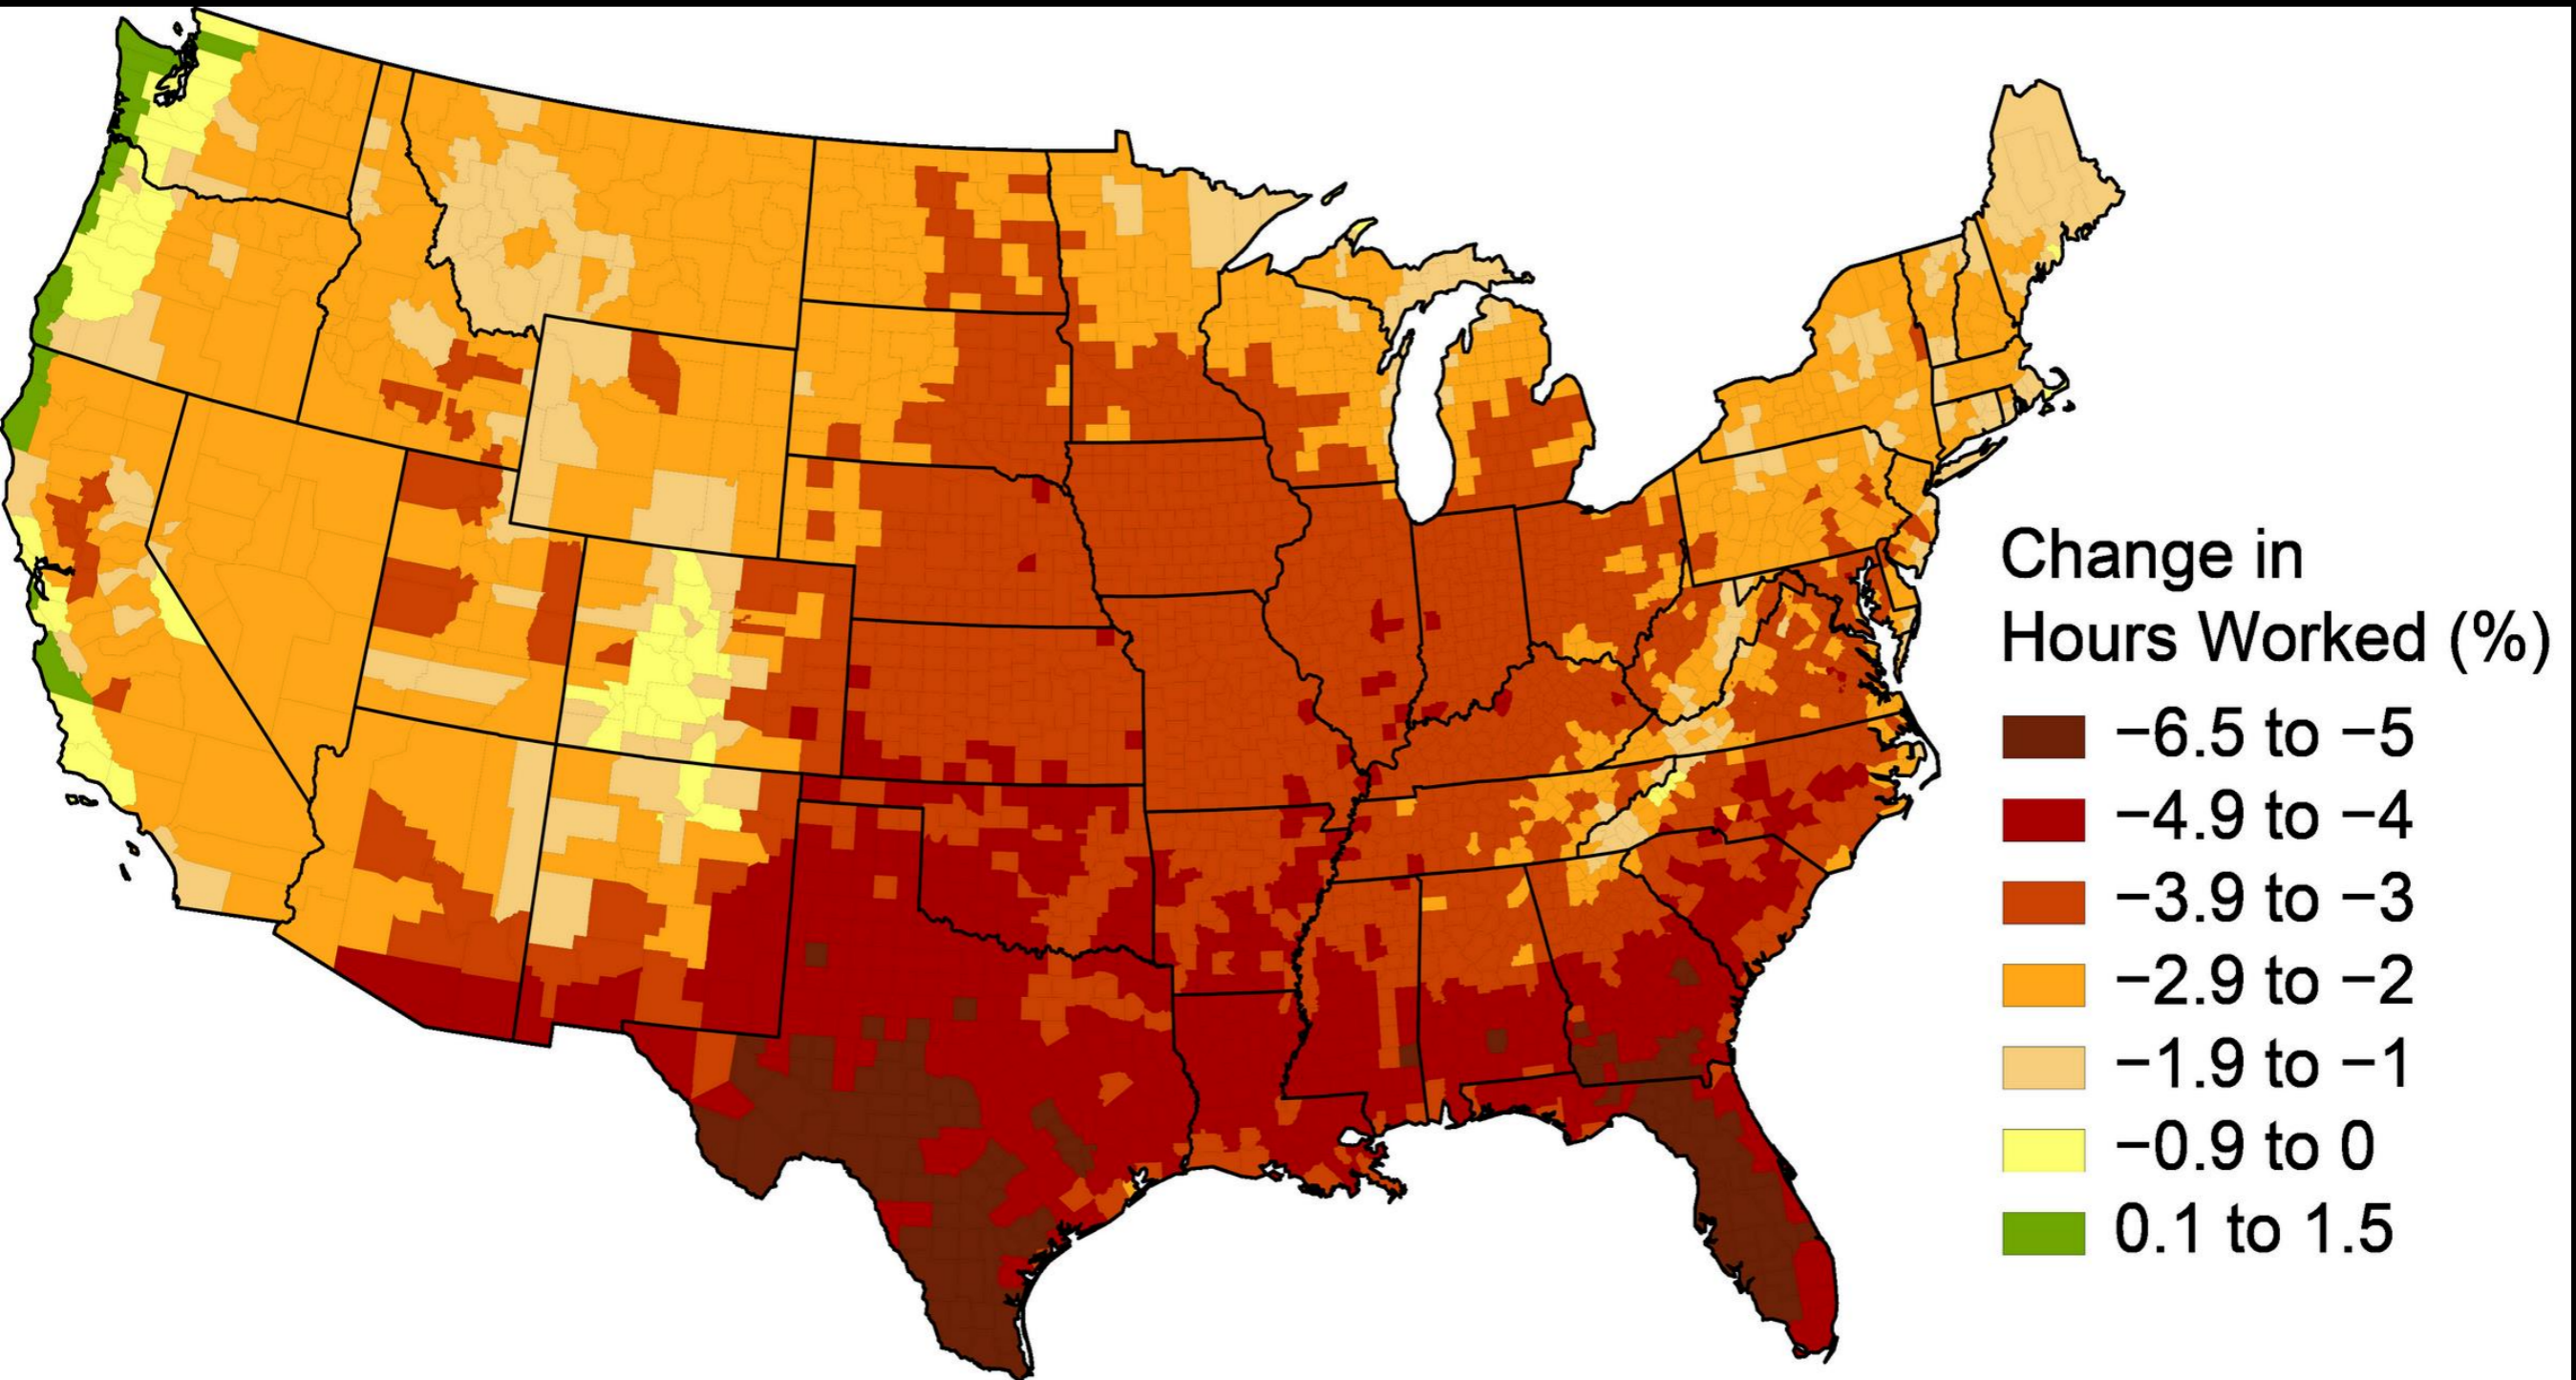 Change in
Hours Worked (%)
−6.5 to −5
−4.9 to −4
−3.9 to −3
−2.9 to −2
−1.9 to −1
−0.9 to 0
0.1 to 1.5